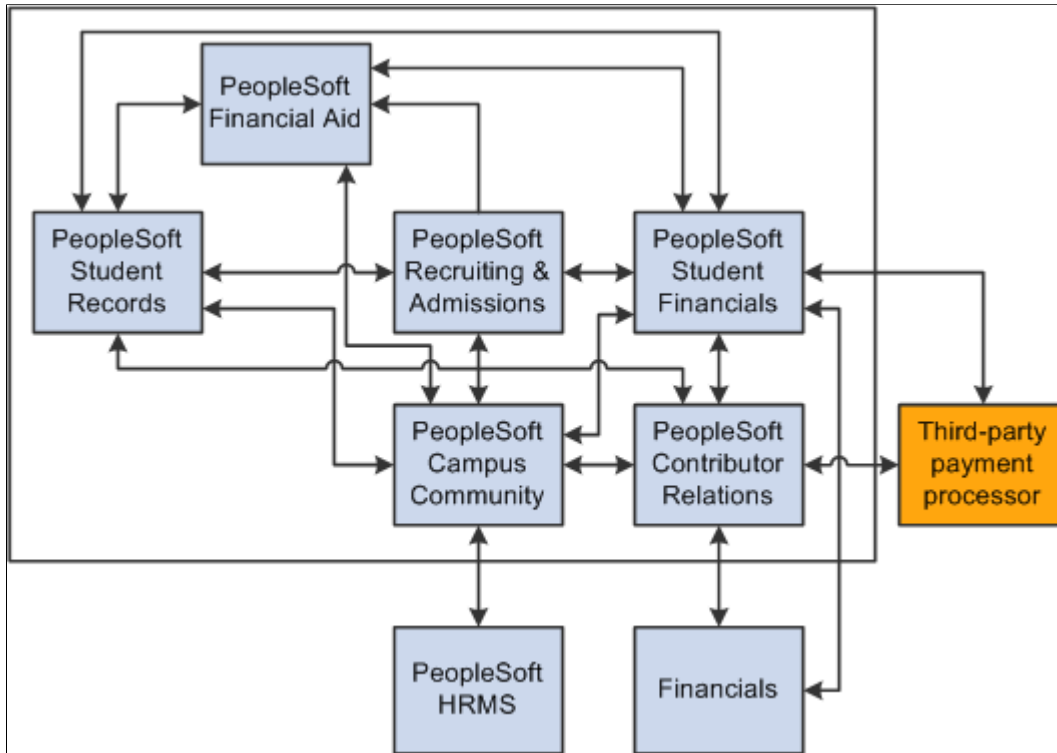 PeopleSoft
Financial Aid
PeopleSoft
Student
Records
PeopleSoft
Recruiting &
Admissions
PeopleSoft
Student
Financials
PeopleSoft
Campus
Community
PeopleSoft
Contributor
Relations
Third-party
payment
processor
PeopleSoft
HRMS
Financials